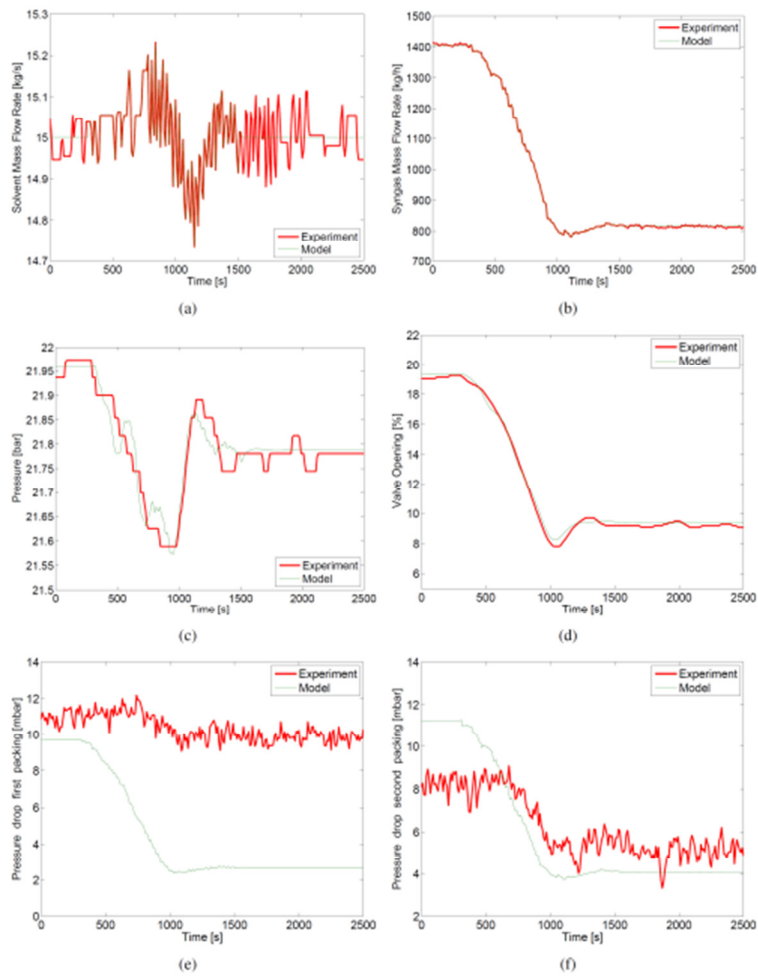 Solvent Mass Flow Rate [kg/s]
15.3
15.2
15.1
15
14.9
14.8
14.7
0 500 1000 1500 2000 2500
Time [s]
Experiment
Model
(a)
Syngas Mass Flow Rate [kg/h]
1500
1400
1300
1200
1100
1000
900
800
700
0 500 1000 1500 2000 2500
Time [s]
Experiment
Model
(b)
Pressure [bar]
22
21.95
21.9
21.85
21.8
21.75
21.7
21.65
21.6
21.55
21.5
0 500 1000 1500 2000 2500
Time [s]
Experiment
Model
(c)
Valve Opening [%]
22
20
18
16
14
12
10
8
6
0 500 1000 1500 2000 2500
Time [s]
Experiment
Model
(d)
Pressure drop first packing [mbar]
14
12
10
8
6
4
2
0
0 500 1000 1500 2000 2500
Time [s]
Experiment
Model
(e)
Pressure drop second packing [mbar]
14
12
10
8
6
4
2
0 500 1000 1500 2000 2500
Time [s]
Experiment
Model
(f)